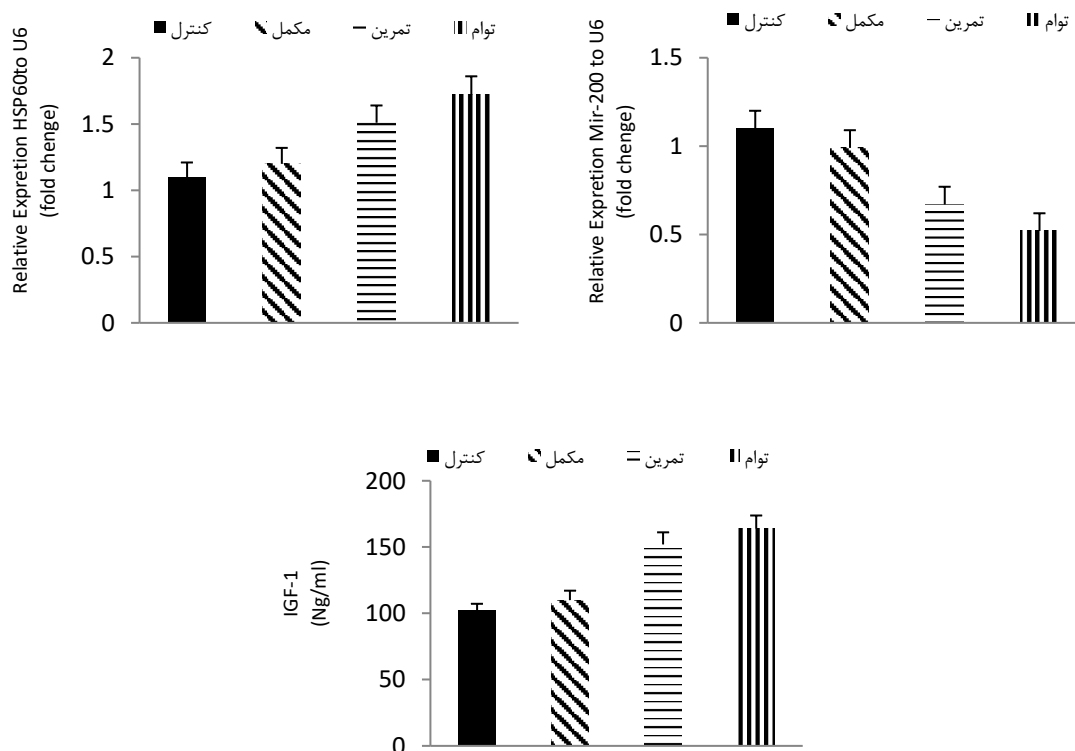 کنترل مکمل تمرین توام
Relative Expretion HSP60to U6
(fold chenge)
2
1.5
1
0.5
0
کنترل مکمل تمرین توام
Relative Expretion Mir-200 to U6
(fold chenge)
1.5
1
0.5
0
کنترل مکمل تمرین توام
IGF-1
(Ng/ml)
200
150
100
50
0